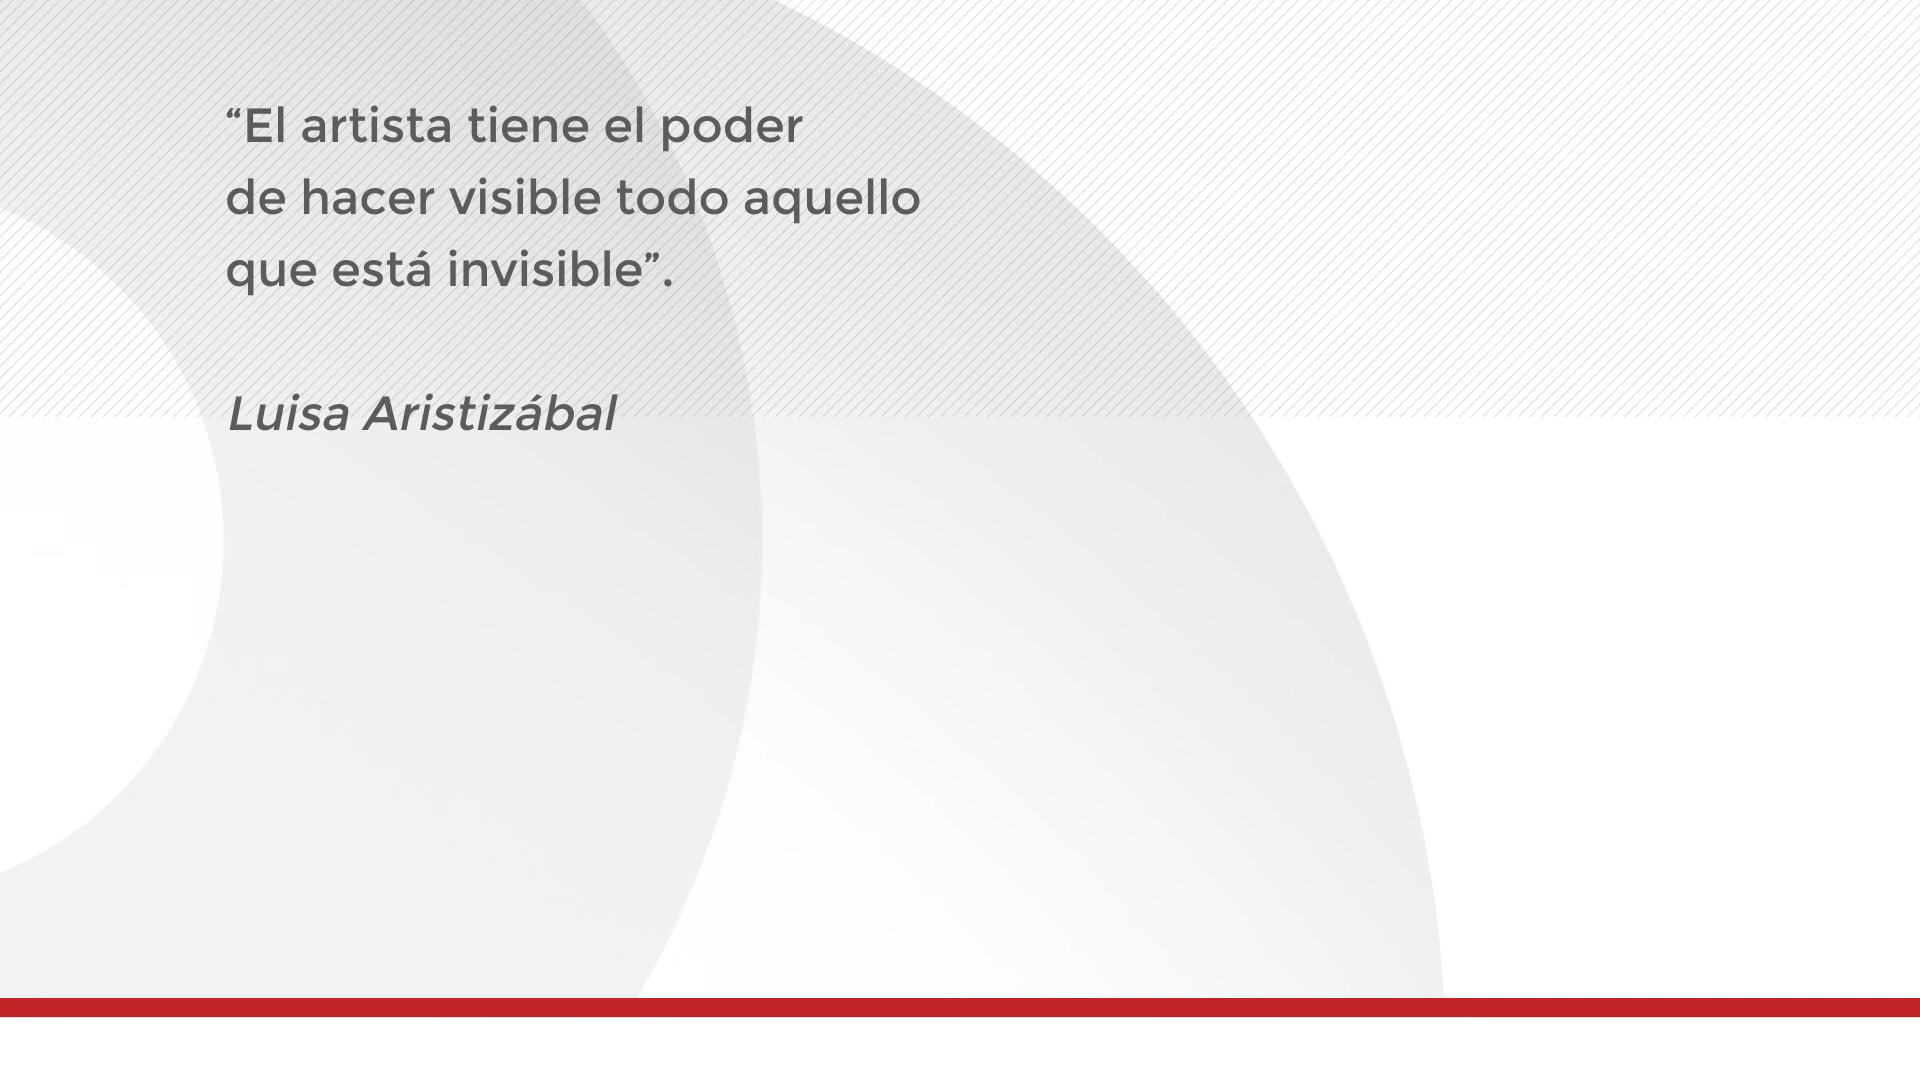 “El artista tiene el poder
de hacer visible todo aquello
que está invisible”.
Luisa Aristizábal